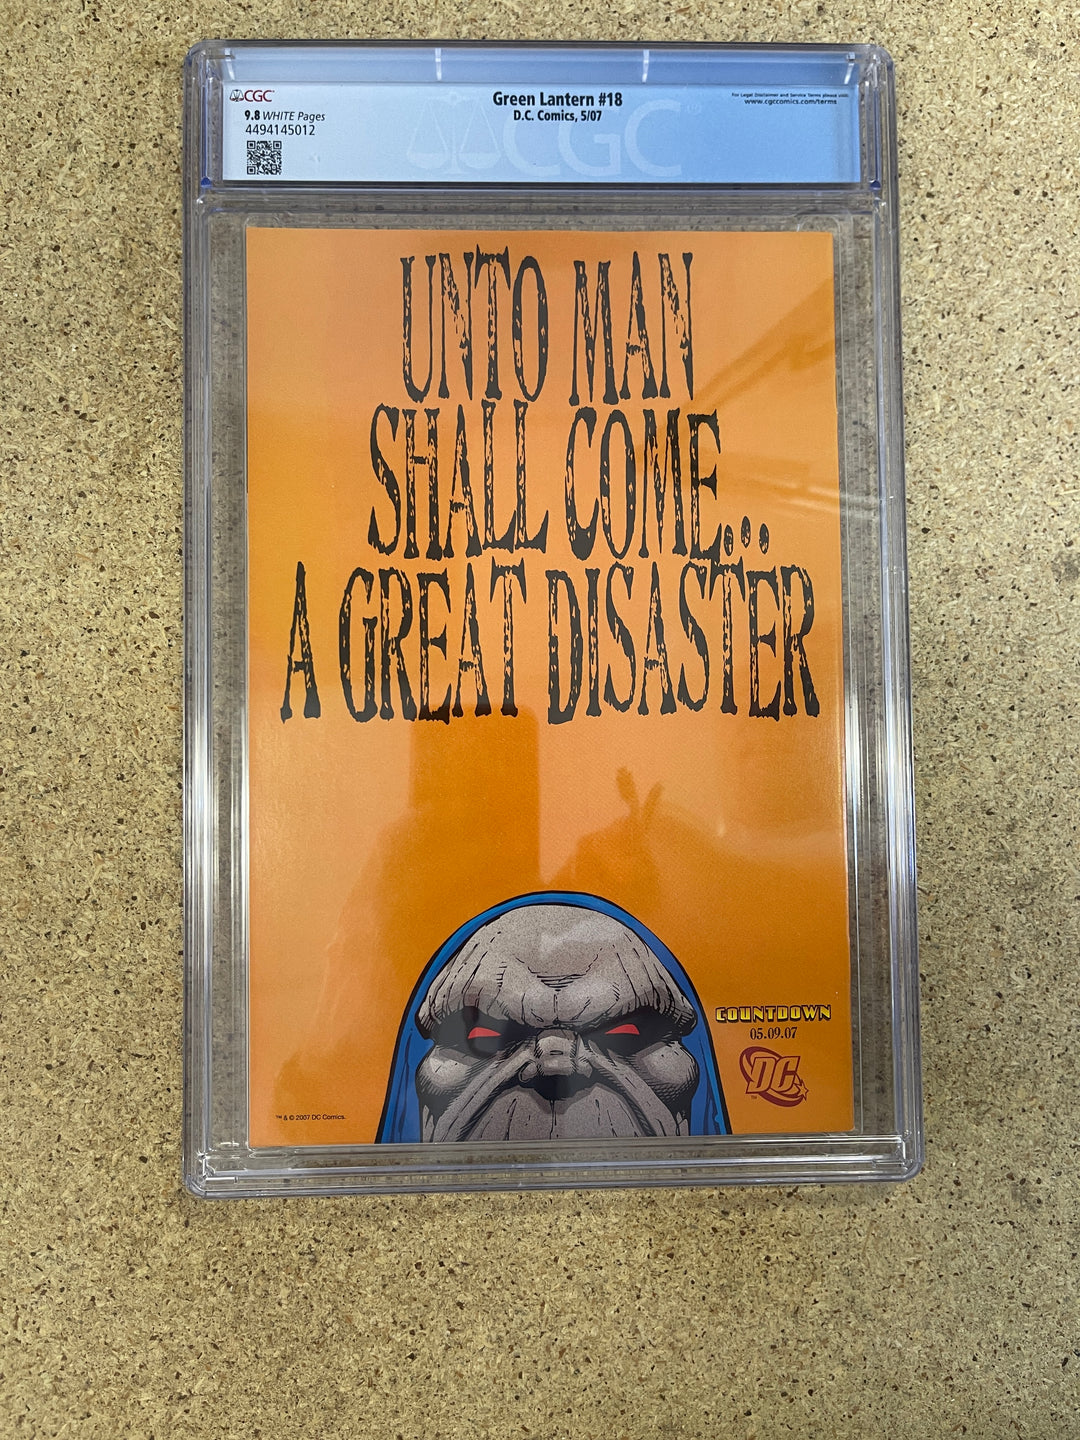 CGC
9.8 WHITE Pages
4494145012
Green Lantern #18
D.C. Comics, 5/07
For Legal Disclaimer and Service Terms please visit:
www.cgccomics.com/terms
CGC
UNTO MAN
SHALL COME...
A GREAT DISASTER
COUNTDOWN
05.09.07
DC
TM
™ & © 2007 DC Comics.